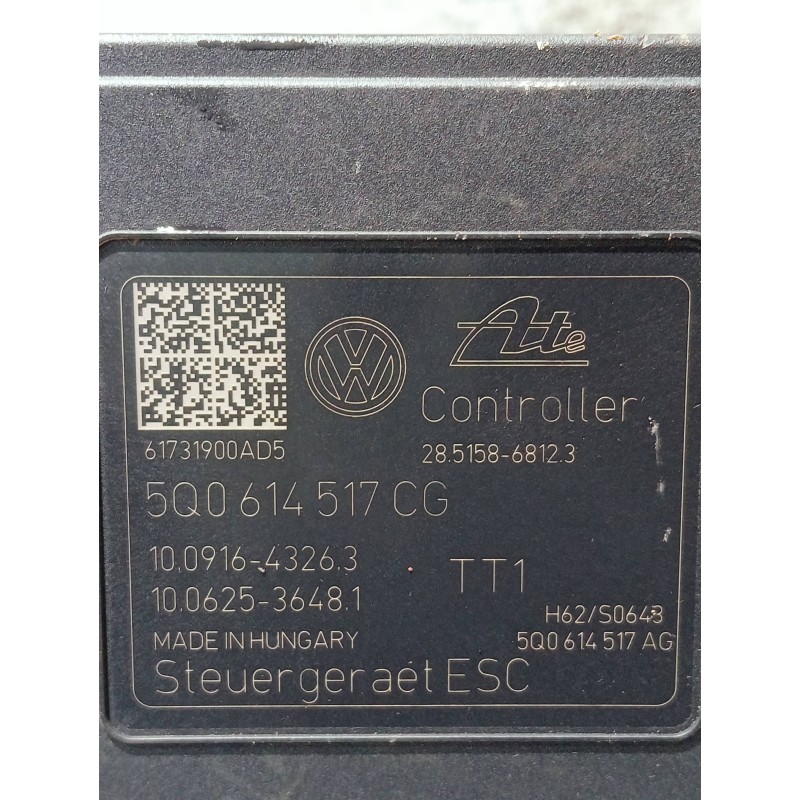 Ate
Controller
61731900AD5
28.5158-6812.3
5Q0 614 517 CG
10.0916-4326.3
10.0625-3648.1
TT1
H62/S0643
MADE IN HUNGARY
5Q0 614 517 AG
Steuergeraet ESC